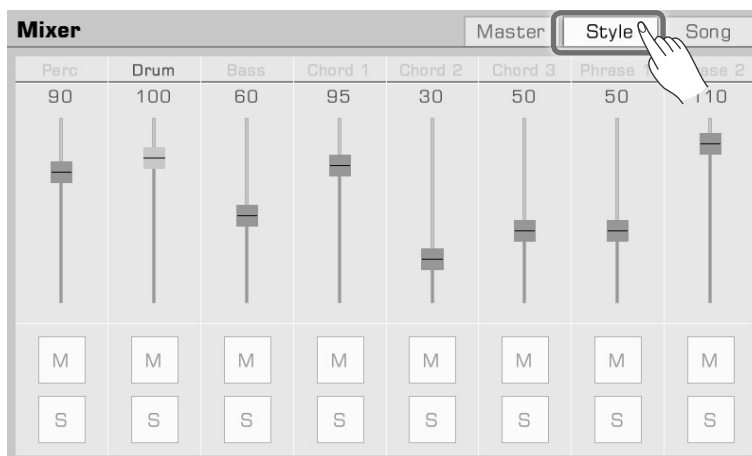 Mixer Master Style Song
Perc Drum Bass Chord 1 Chord 2 Chord 3 Phrase 1 ase 2
90 100 60 95 30 50 50 110
M M M M M M M M
S S S S S S S S